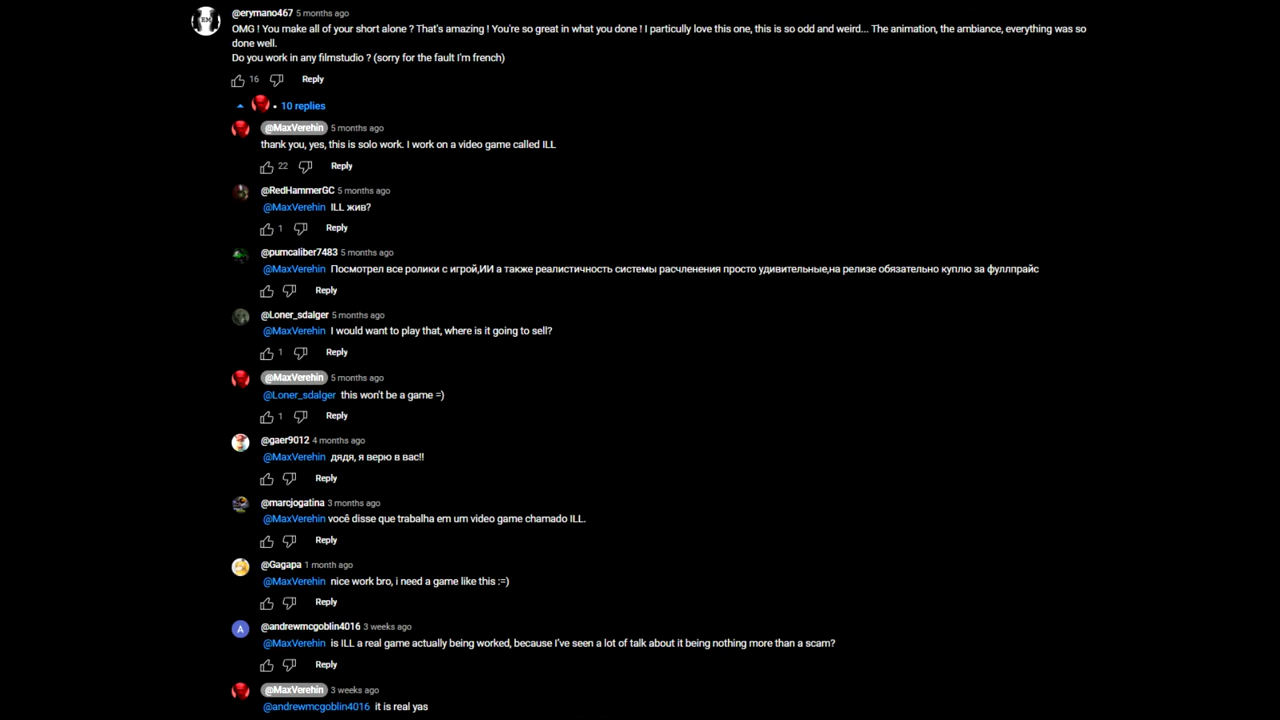 @erymano467 5 months ago
OMG ! You make all of your short alone ? That's amazing ! You're so great in what you done ! I particully love this one, this is so odd and weird... The animation, the ambiance, everything was so
done well.
Do you work in any filmstudio ? (sorry for the fault I'm french)
16 Reply
• 10 replies
@MaxVerehin 5 months ago
thank you, yes, this is solo work. I work on a video game called ILL
22 Reply
@RedHammerGC 5 months ago
@MaxVerehin ILL жив?
1 Reply
@pumcaliber7483 5 months ago
@MaxVerehin Посмотрел все ролики с игрой,ИИ а также реалистичность системы расчленения просто удивительные,на релизе обязательно куплю за фуллпрайс
Reply
@Loner_sdalger 5 months ago
@MaxVerehin I would want to play that, where is it going to sell?
1 Reply
@MaxVerehin 5 months ago
@Loner_sdalger this won't be a game =)
1 Reply
@gaer9012 4 months ago
@MaxVerehin дядя, я верю в вас!!
Reply
@marcjogatina 3 months ago
@MaxVerehin você disse que trabalha em um video game chamado ILL.
Reply
@Gagapa 1 month ago
@MaxVerehin nice work bro, i need a game like this :=)
Reply
A @andrewmcgoblin4016 3 weeks ago
@MaxVerehin is ILL a real game actually being worked, because I've seen a lot of talk about it being nothing more than a scam?
Reply
@MaxVerehin 3 weeks ago
@andrewmcgoblin4016 it is real yas